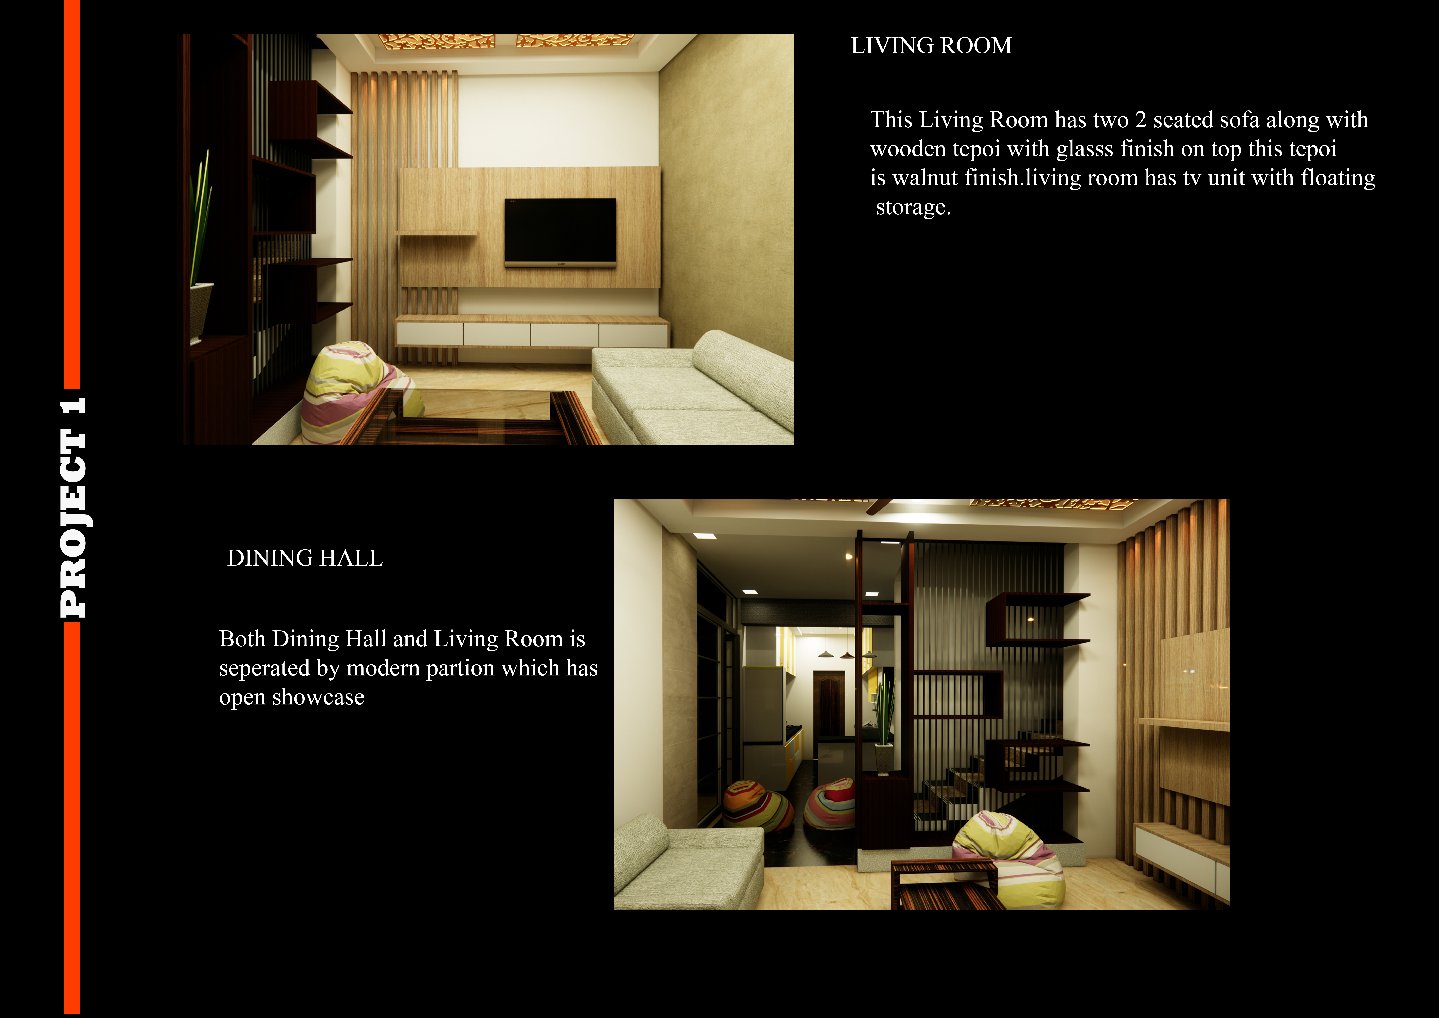 PROJECT 1
LIVING ROOM
This Living Room has two 2 seated sofa along with
wooden tepoi with glasss finish on top this tepoi
is walnut finish.living room has tv unit with floating
storage.
DINING HALL
Both Dining Hall and Living Room is
seperated by modern partion which has
open showcase